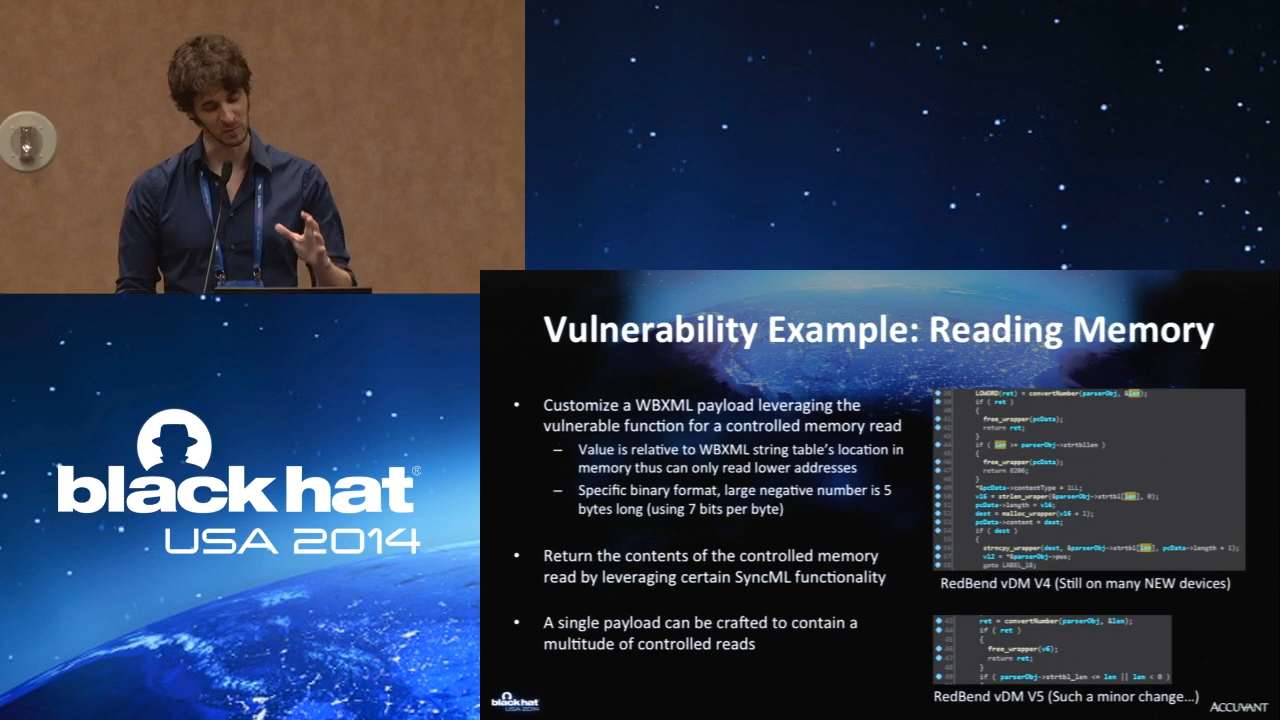 Vulnerability Example: Reading Memory
• Customize a WBXML payload leveraging the
vulnerable function for a controlled memory read
– Value is relative to WBXML string table's location in
memory thus can only read lower addresses
– Specific binary format, large negative number is 5
bytes long (using 7 bits per byte)
• Return the contents of the controlled memory
read by leveraging certain SyncML functionality
• A single payload can be crafted to contain a
multitude of controlled reads
LOWORD(ret) = convertNumber(parserObj, &len);
if ( ret )
{
free_wrapper(pcData);
return ret;
}
if ( len >= parserObj->strtbllen )
{
free_wrapper(pcData);
return 8206;
}
*&pcData->contentType = 1LL;
v16 = strlen_wrapper(&parserObj->strtbl[len], 0);
pcData->length = v16;
dest = malloc_wrapper(v16 + 1);
pcData->content = dest;
if ( dest )
{
strncpy_wrapper(dest, &parserObj->strtbl[len], pcData->length + 1);
v12 = *&parserObj->pos;
goto LABEL_18;
RedBend vDM V4 (Still on many NEW devices)
ret = convertNumber(parserObj, &len);
if ( ret )
{
free_wrapper(v6);
return ret;
}
if ( parserObj->strtbl_len <= len || len < 0 )
RedBend vDM V5 (Such a minor change...)
black hat®
USA 2014
black hat
USA 2014
ACCUVANT